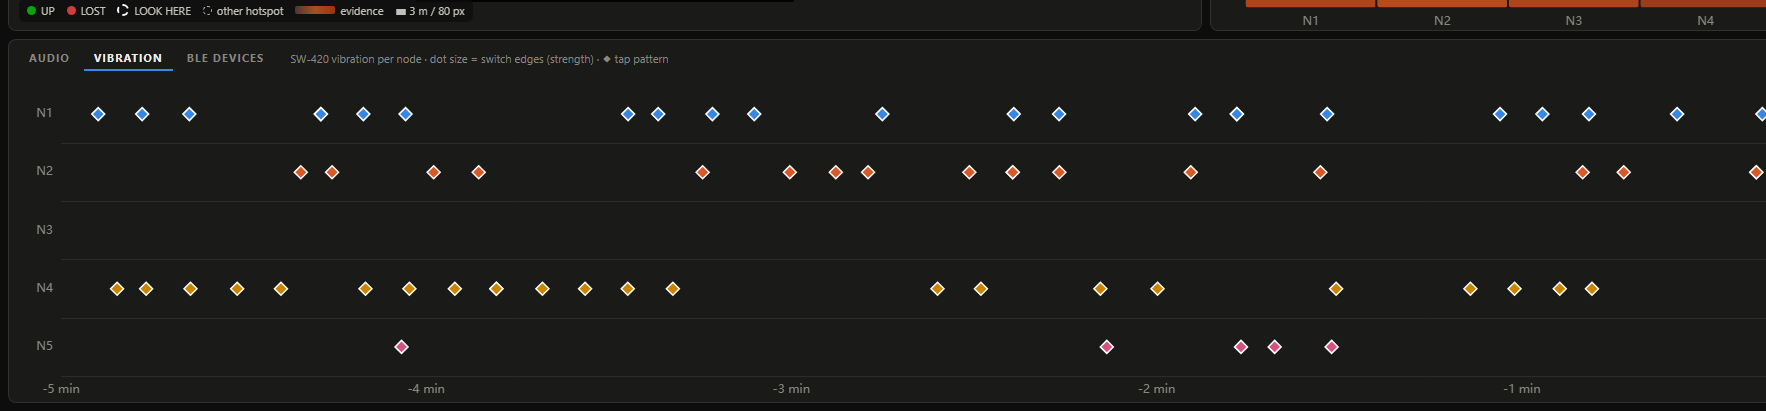 UP LOST LOOK HERE other hotspot evidence 3 m / 80 px
N1 N2 N3 N4
AUDIO VIBRATION BLE DEVICES SW-420 vibration per node · dot size = switch edges (strength) · ◆ tap pattern
N1
N2
N3
N4
N5
-5 min -4 min -3 min -2 min -1 min